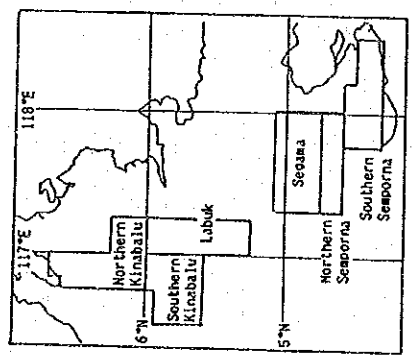 118°E
117°E
6°N
5°N
Northern
Kinabalu
Southern
Kinabalu
Labuk
Segama
Northern
Semporna
Southern
Semporna